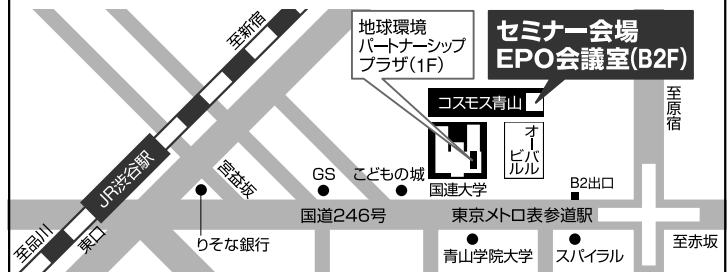 至新宿
地球環境
パートナーシップ
プラザ(1F)
セミナー会場
EPO会議室(B2F)
コスモス青山
至原宿
オーバル
ビル
JR渋谷駅
宮益坂
GS
こどもの城
国連大学
B2出口
国道246号
東京メトロ表参道駅
至品川
東口
りそな銀行
青山学院大学
スパイラル
至赤坂